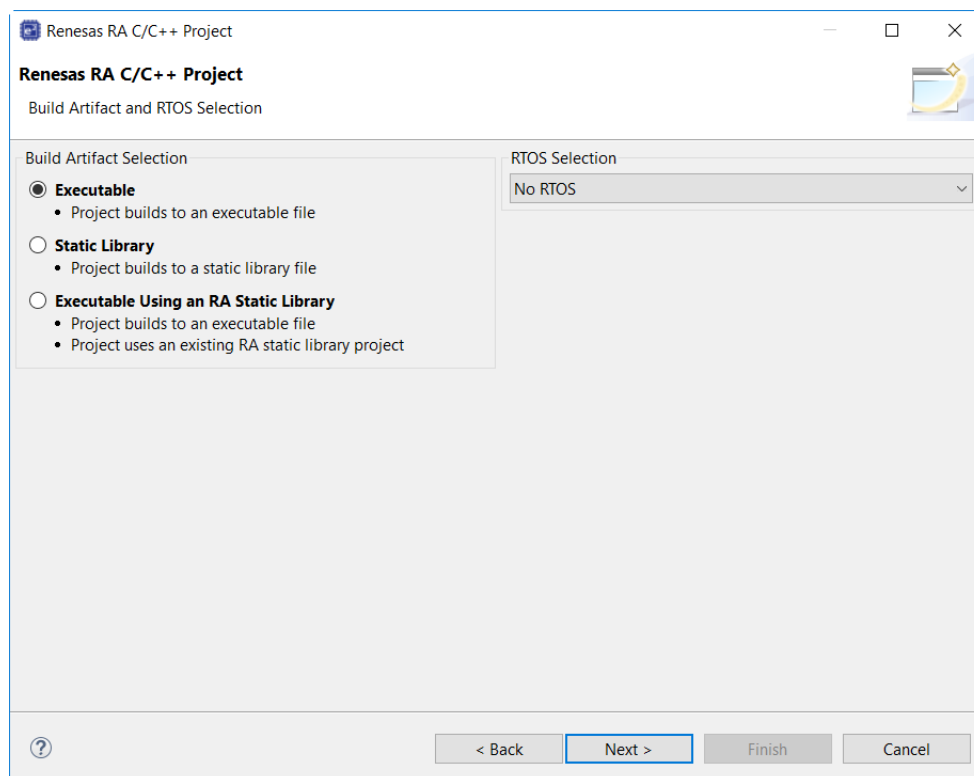 Renesas RA C/C++ Project
Renesas RA C/C++ Project
Build Artifact and RTOS Selection
Build Artifact Selection
Executable
• Project builds to an executable file
Static Library
• Project builds to a static library file
Executable Using an RA Static Library
• Project builds to an executable file
• Project uses an existing RA static library project
RTOS Selection
No RTOS
?
< Back
Next >
Finish
Cancel